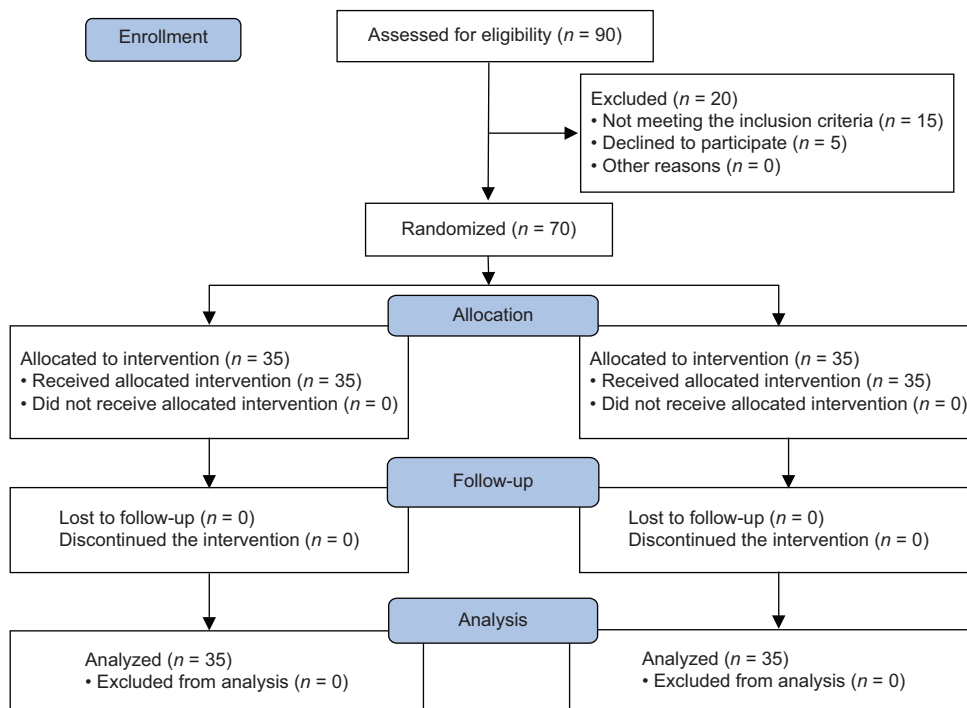 Enrollment
Assessed for eligibility (n = 90)
Excluded (n = 20)
• Not meeting the inclusion criteria (n = 15)
• Declined to participate (n = 5)
• Other reasons (n = 0)
Randomized (n = 70)
Allocation
Allocated to intervention (n = 35)
• Received allocated intervention (n = 35)
• Did not receive allocated intervention (n = 0)
Allocated to intervention (n = 35)
• Received allocated intervention (n = 35)
• Did not receive allocated intervention (n = 0)
Follow-up
Lost to follow-up (n = 0)
Discontinued the intervention (n = 0)
Lost to follow-up (n = 0)
Discontinued the intervention (n = 0)
Analysis
Analyzed (n = 35)
• Excluded from analysis (n = 0)
Analyzed (n = 35)
• Excluded from analysis (n = 0)